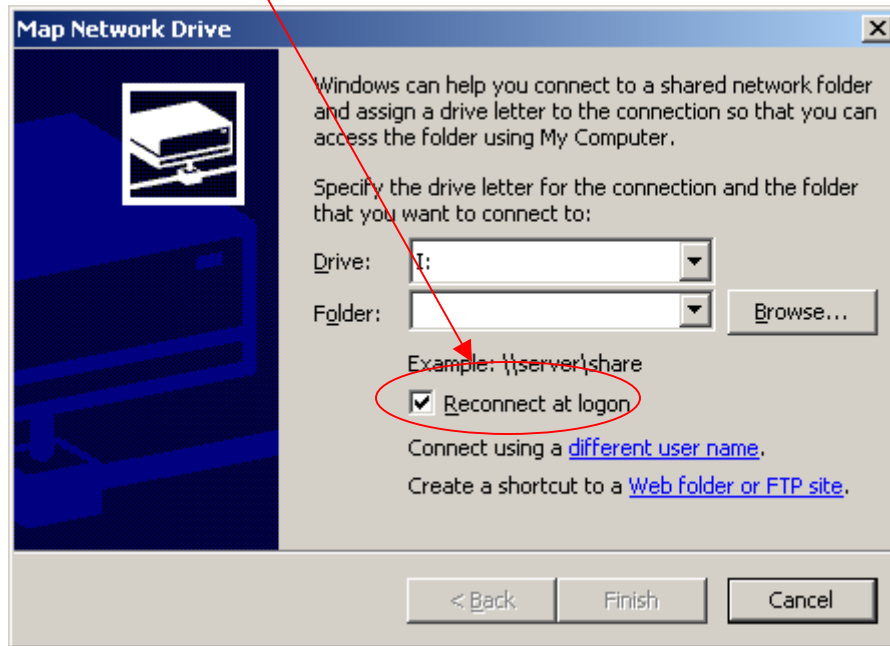 Map Network Drive
Windows can help you connect to a shared network folder
and assign a drive letter to the connection so that you can
access the folder using My Computer.
Specify the drive letter for the connection and the folder
that you want to connect to:
Drive: I:
Folder: Browse...
Example: \\server\share
Reconnect at logon
Connect using a different user name.
Create a shortcut to a Web folder or FTP site.
< Back Finish Cancel